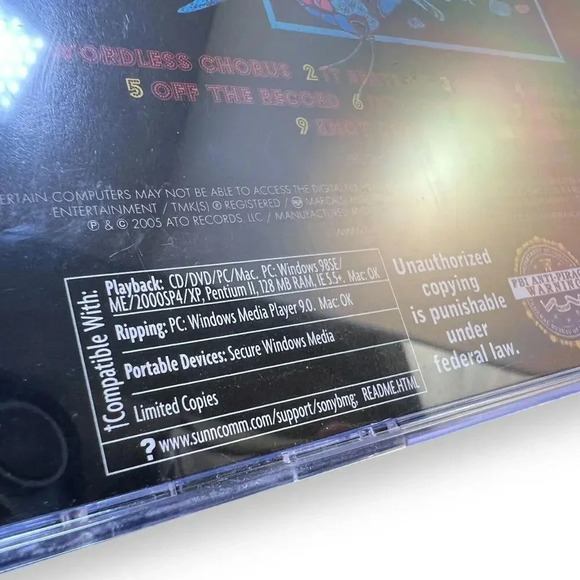 WORDLESS CHORUS 2 IT
5 OFF THE RECORD 6
9
CERTAIN COMPUTERS MAY NOT BE ABLE TO ACCESS THE DIGITAL
ENTERTAINMENT / TMK(S) ® REGISTERED /
℗ & © 2005 ATO RECORDS, LLC / MANUFACTURED
†Compatible With:
Playback: CD/DVD/PC/Mac. PC: Windows 98SE/
ME/2000SP4/XP, Pentium II, 128 MB RAM, IE 5.5+. Mac: OK
Ripping: PC: Windows Media Player 9.0. Mac: OK
Portable Devices: Secure Windows Media
Limited Copies
? www.sunncomm.com/support/sonybmg; README.HTML
Unauthorized
copying
is punishable
under
federal law.
FBI ANTI-PIRACY
WARNING